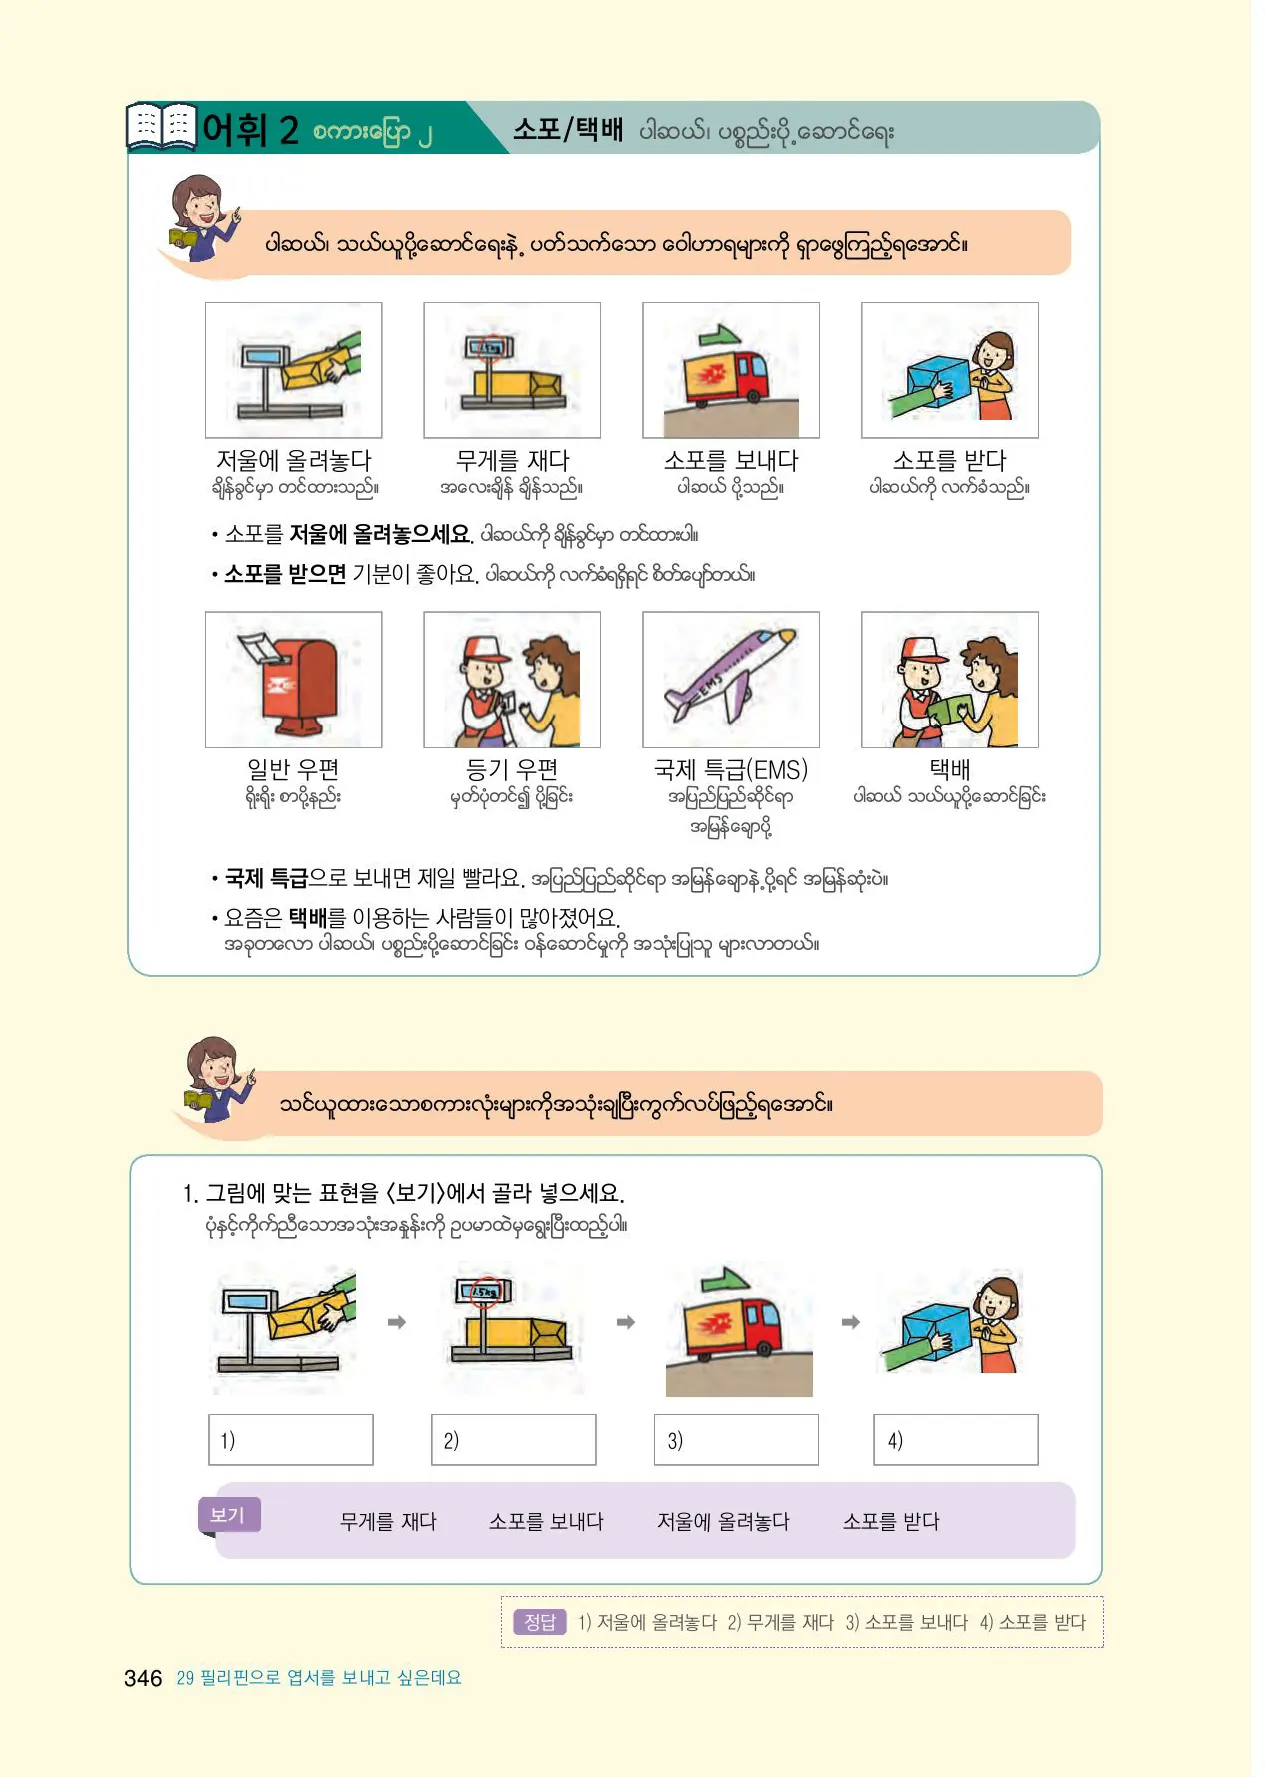 어휘 2 စကားပြော ၂ 소포/택배 ပါဆယ်၊ ပစ္စည်းပို့ဆောင်ရေး
ပါဆယ်၊ သယ်ယူပို့ဆောင်ရေးနဲ့ ပတ်သက်သော ဝေါဟာရများကို ရှာဖွေကြည့်ရအောင်။
저울에 올려놓다 무게를 재다 소포를 보내다 소포를 받다
ချိန်ခွင်မှာ တင်ထားသည်။ အလေးချိန် ချိန်သည်။ ပါဆယ် ပို့သည်။ ပါဆယ်ကို လက်ခံသည်။
• 소포를 저울에 올려놓으세요. ပါဆယ်ကို ချိန်ခွင်မှာ တင်ထားပါ။
• 소포를 받으면 기분이 좋아요. ပါဆယ်ကို လက်ခံရရှိရင် စိတ်ပျော်တယ်။
EMS
일반 우편 등기 우편 국제 특급(EMS) 택배
ရိုးရိုး စာပို့နည်း မှတ်ပုံတင်၍ ပို့ခြင်း အပြည်ပြည်ဆိုင်ရာ ပါဆယ် သယ်ယူပို့ဆောင်ခြင်း
အမြန်ချောပို့
• 국제 특급으로 보내면 제일 빨라요. အပြည်ပြည်ဆိုင်ရာ အမြန်ချောနဲ့ ပို့ရင် အမြန်ဆုံးပဲ။
• 요즘은 택배를 이용하는 사람들이 많아졌어요.
အခုတလော ပါဆယ်၊ ပစ္စည်းပို့ဆောင်ခြင်း ဝန်ဆောင်မှုကို အသုံးပြုသူ များလာတယ်။
သင်ယူထားသောစကားလုံးများကိုအသုံးချပြီးကွက်လပ်ဖြည့်ရအောင်။
1. 그림에 맞는 표현을 〈보기〉에서 골라 넣으세요.
ပုံနှင့်ကိုက်ညီသောအသုံးအနှုန်းကို ဥပမာထဲမှရွေးပြီးထည့်ပါ။
1.5kg
1) 2) 3) 4)
보기 무게를 재다 소포를 보내다 저울에 올려놓다 소포를 받다
정답 1) 저울에 올려놓다 2) 무게를 재다 3) 소포를 보내다 4) 소포를 받다
346 29 필리핀으로 엽서를 보내고 싶은데요